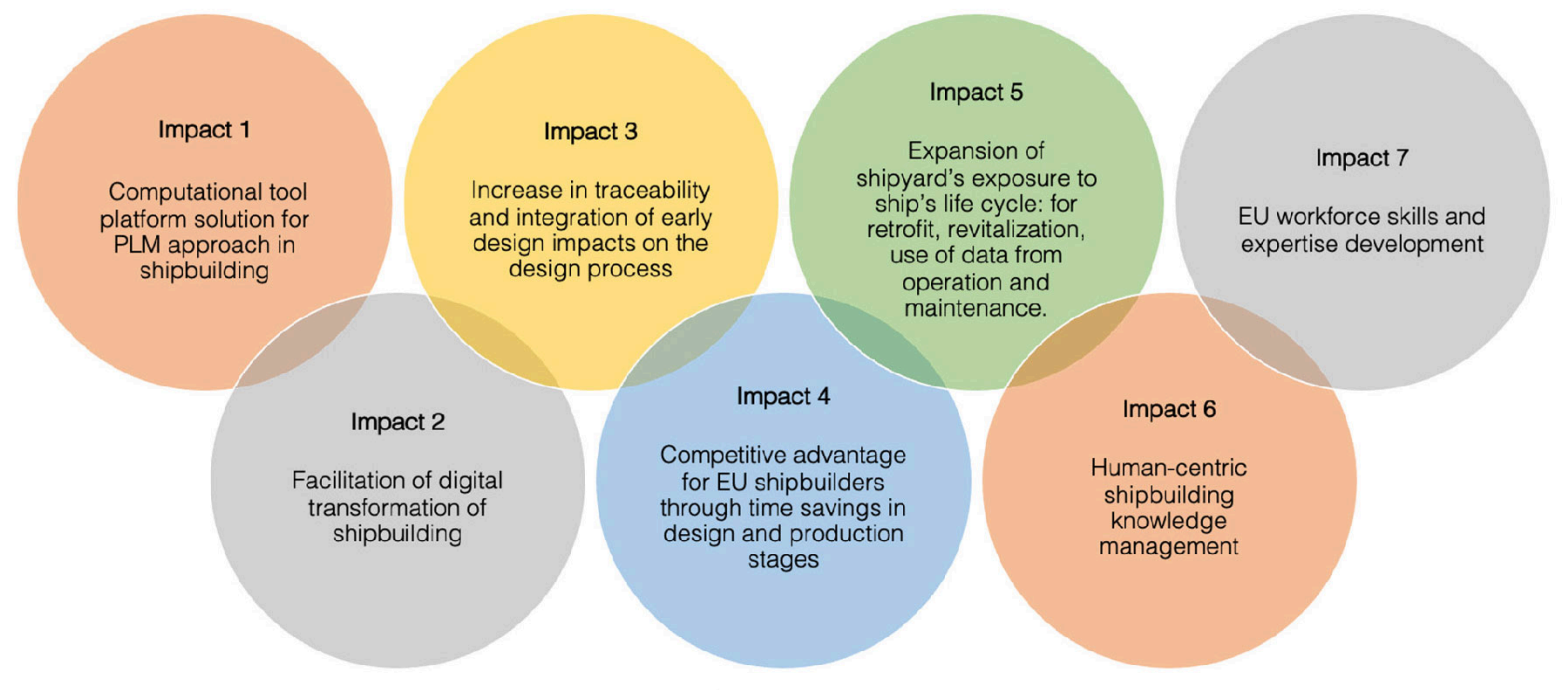 Impact 1
Computational tool
platform solution for
PLM approach in
shipbuilding
Impact 2
Facilitation of digital
transformation of
shipbuilding
Impact 3
Increase in traceability
and integration of early
design impacts on the
design process
Impact 4
Competitive advantage
for EU shipbuilders
through time savings in
design and production
stages
Impact 5
Expansion of
shipyard’s exposure to
ship’s life cycle: for
retrofit, revitalization,
use of data from
operation and
maintenance.
Impact 6
Human-centric
shipbuilding
knowledge
management
Impact 7
EU workforce skills and
expertise development